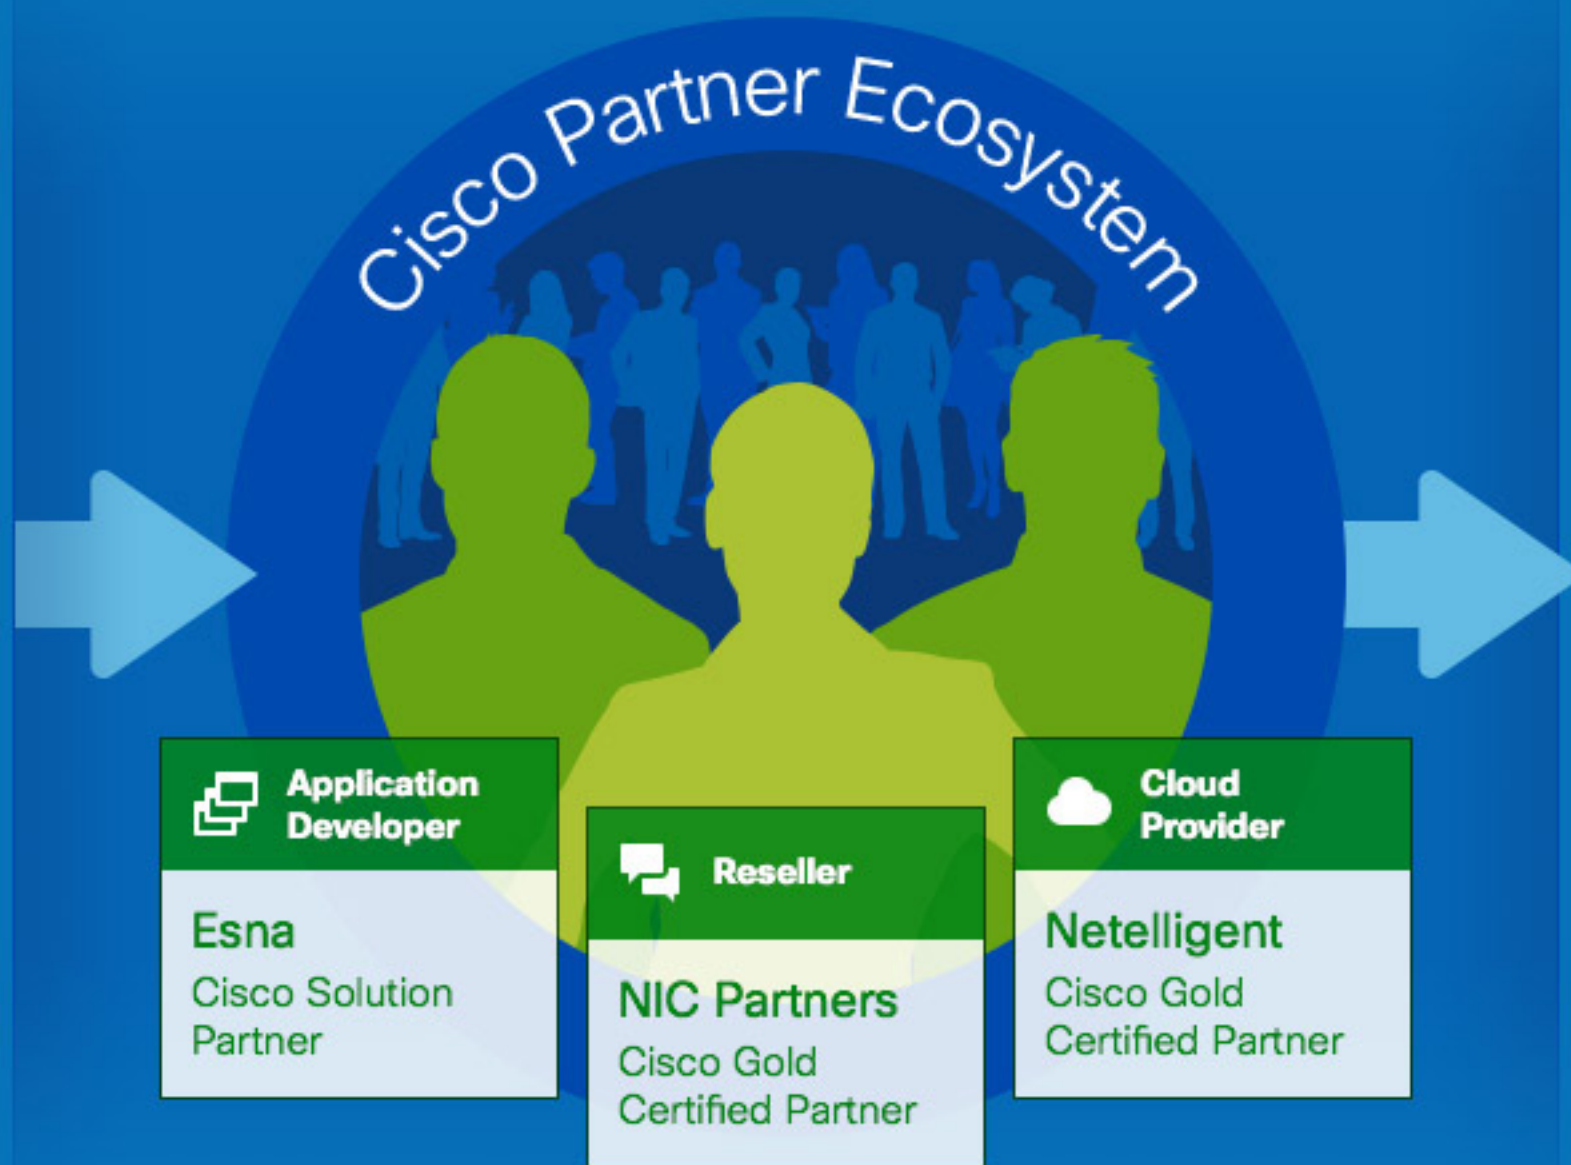 Cisco Partner Ecosystem
Application
Developer
Esna
Cisco Solution
Partner
Reseller
NIC Partners
Cisco Gold
Certified Partner
Cloud
Provider
Netelligent
Cisco Gold
Certified Partner